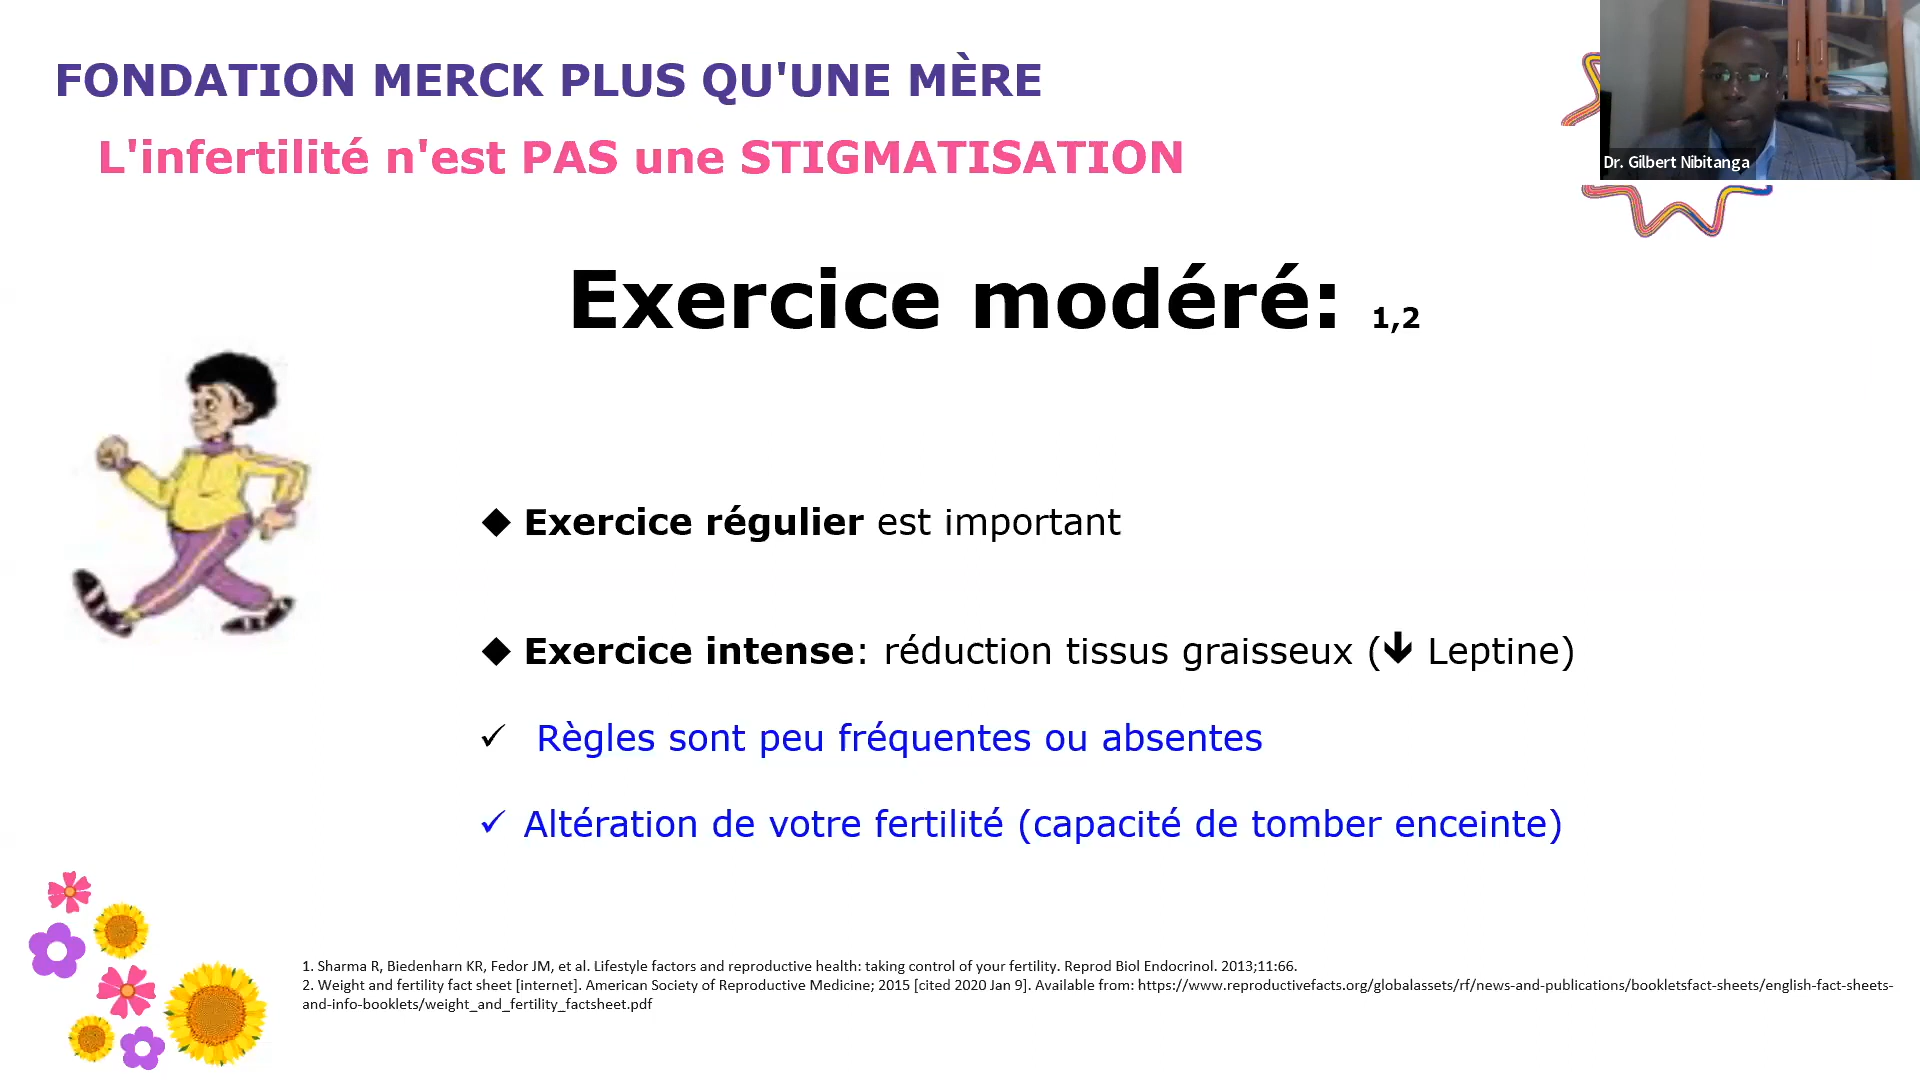 FONDATION MERCK PLUS QU'UNE MÈRE
L'infertilité n'est PAS une STIGMATISATION
Dr. Gilbert Nibitanga
Exercice modéré: 1,2
◆ Exercice régulier est important
◆ Exercice intense: réduction tissus graisseux (🡻 Leptine)
✓ Règles sont peu fréquentes ou absentes
✓ Altération de votre fertilité (capacité de tomber enceinte)
1. Sharma R, Biedenharn KR, Fedor JM, et al. Lifestyle factors and reproductive health: taking control of your fertility. Reprod Biol Endocrinol. 2013;11:66.
2. Weight and fertility fact sheet [internet]. American Society of Reproductive Medicine; 2015 [cited 2020 Jan 9]. Available from: https://www.reproductivefacts.org/globalassets/rf/news-and-publications/bookletsfact-sheets/english-fact-sheets-
and-info-booklets/weight_and_fertility_factsheet.pdf